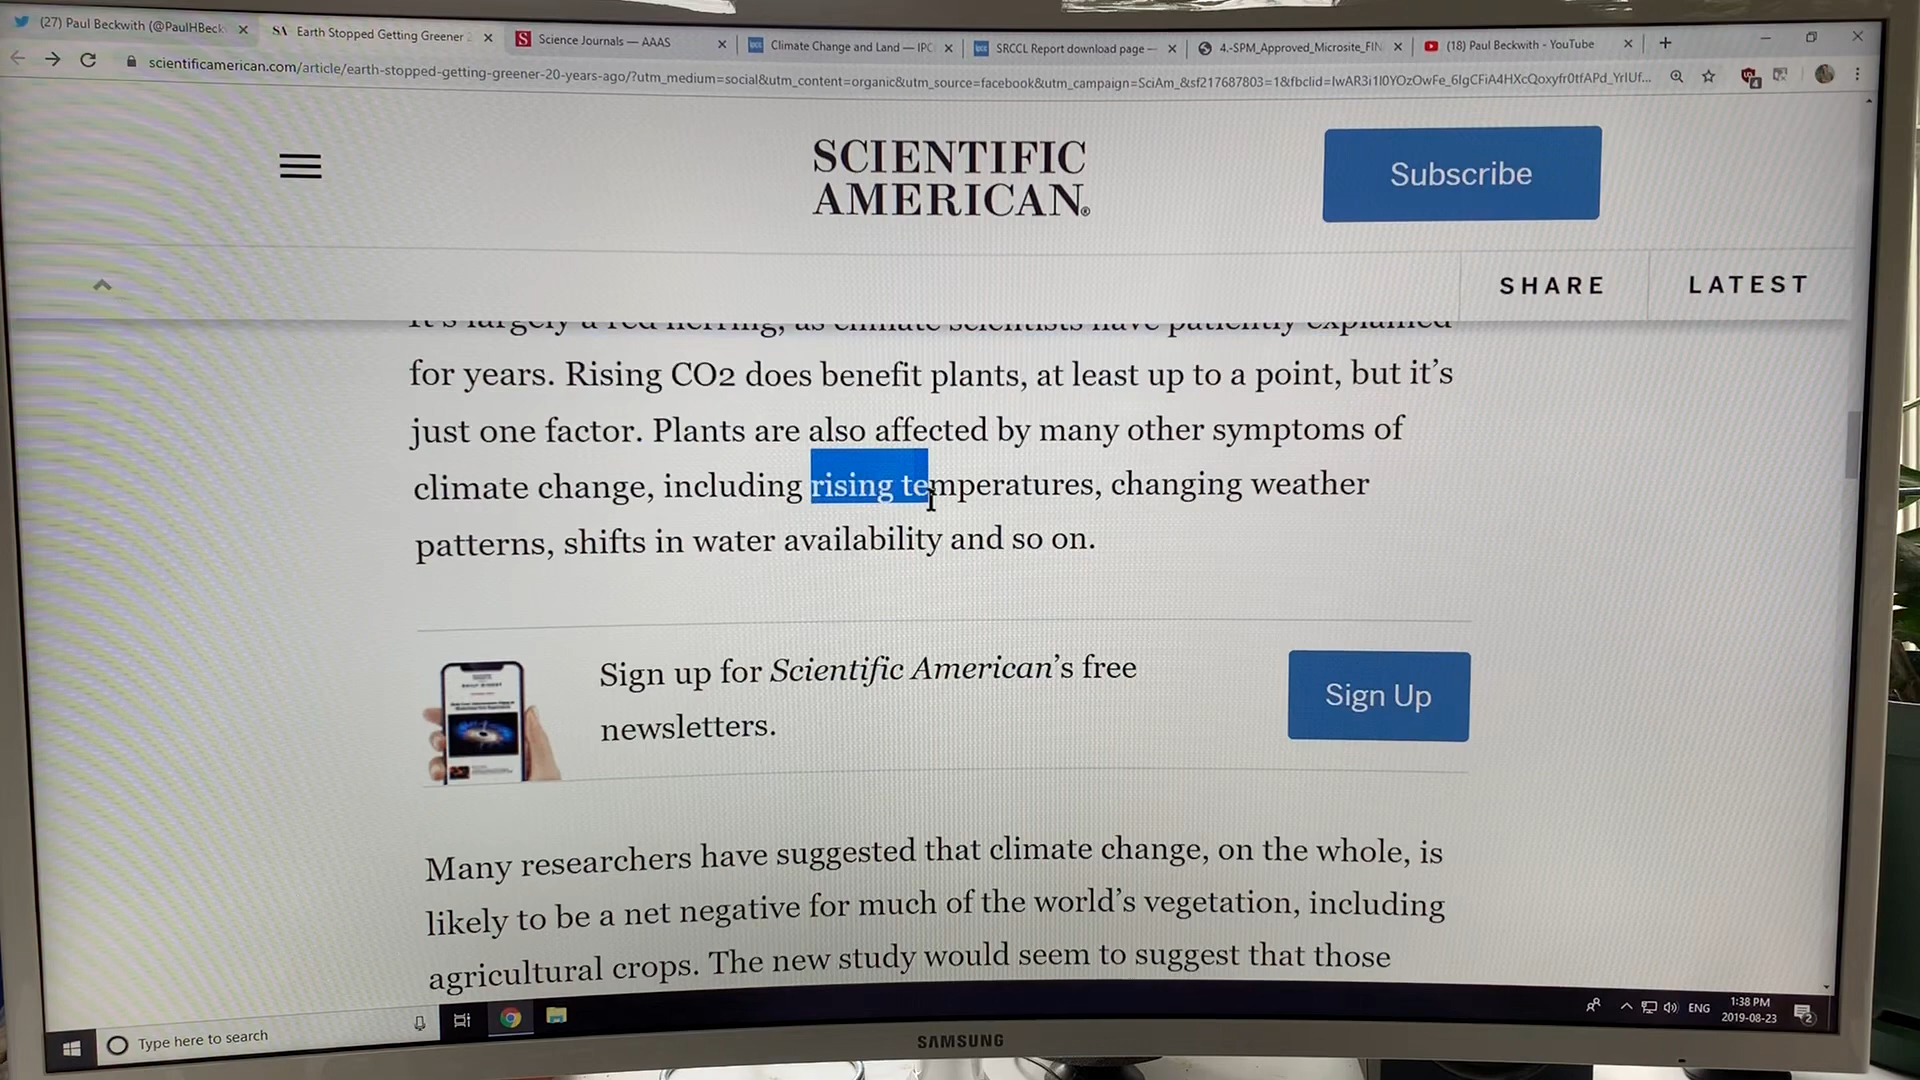 (27) Paul Beckwith (@PaulHBeck
Earth Stopped Getting Greener 2
Science Journals — AAAS
Climate Change and Land — IPC
SRCCL Report download page —
4.-SPM_Approved_Microsite_FIN
(18) Paul Beckwith - YouTube
scientificamerican.com/article/earth-stopped-getting-greener-20-years-ago/?utm_medium=social&utm_content=organic&utm_source=facebook&utm_campaign=SciAm_&sf217687803=1&fbclid=
SCIENTIFIC
AMERICAN®
Subscribe
SHARE
LATEST
It's largely a red herring, as climate scientists have patiently explained
for years. Rising CO2 does benefit plants, at least up to a point, but it's
just one factor. Plants are also affected by many other symptoms of
climate change, including rising temperatures, changing weather
patterns, shifts in water availability and so on.
Sign up for Scientific American's free
newsletters.
Sign Up
Many researchers have suggested that climate change, on the whole, is
likely to be a net negative for much of the world's vegetation, including
agricultural crops. The new study would seem to suggest that those
Type here to search
ENG
1:38 PM
2019-08-23
2
SAMSUNG